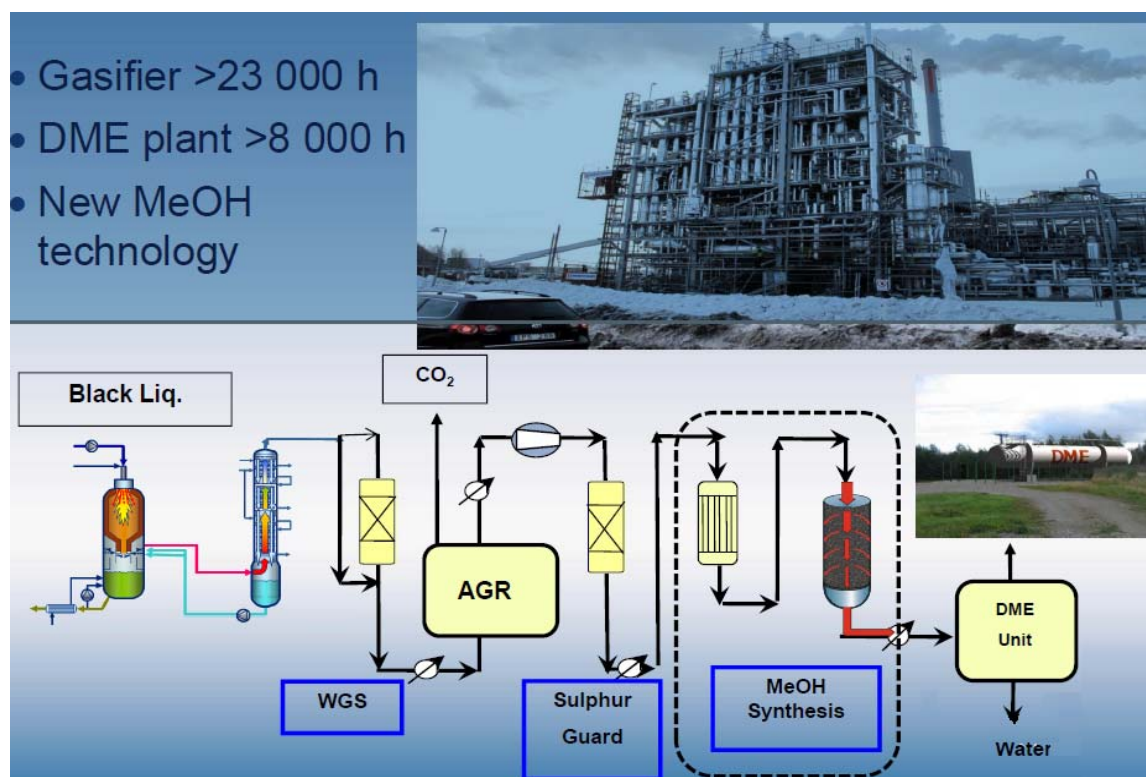 • Gasifier >23 000 h
• DME plant >8 000 h
• New MeOH
technology
CO₂
Black Liq.
DME
AGR
DME
Unit
WGS
Sulphur
Guard
MeOH
Synthesis
Water